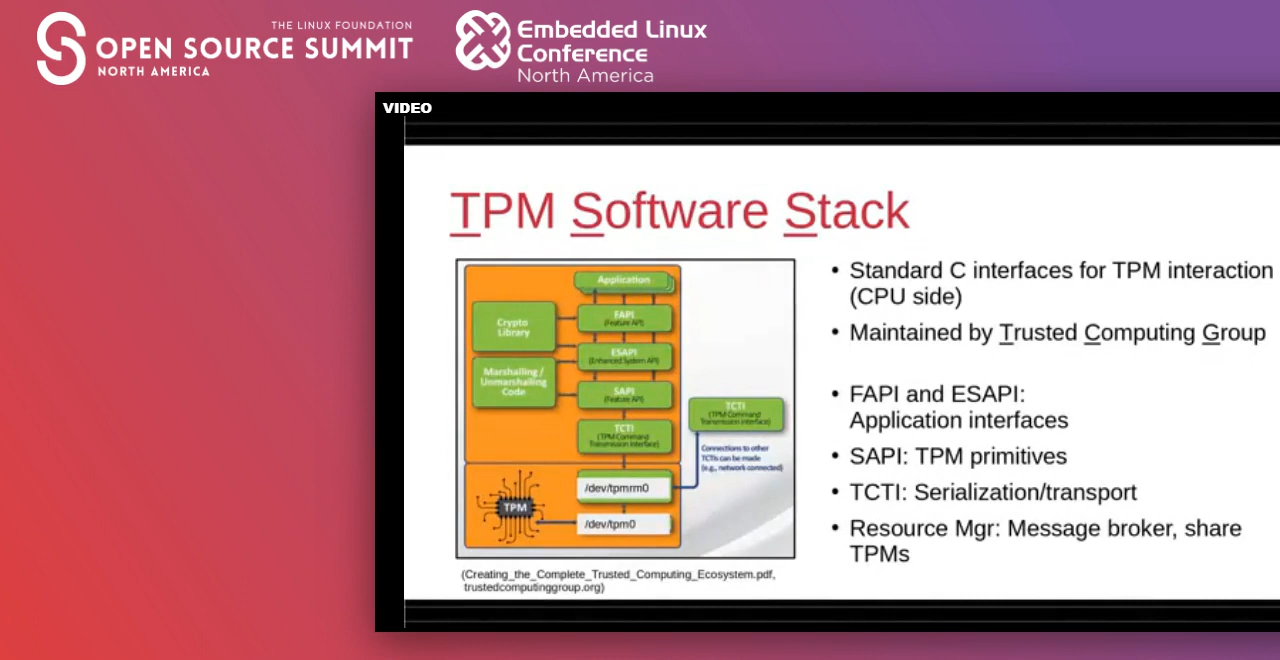 THE LINUX FOUNDATION
OPEN SOURCE SUMMIT
NORTH AMERICA
Embedded Linux
Conference
North America
VIDEO
TPM Software Stack
Application
FAPI
(Feature API)
Crypto
Library
ESAPI
(Enhanced System API)
Marshalling /
Unmarshalling
Code
SAPI
(Feature API)
TCTI
(TPM Command
Transmission Interface)
TCTI
(TPM Command
Transmission Interface)
Connections to other
TCTIs can be made
(e.g., network connected)
/dev/tpmrm0
TPM
/dev/tpm0
(Creating_the_Complete_Trusted_Computing_Ecosystem.pdf,
trustedcomputinggroup.org)
• Standard C interfaces for TPM interaction
(CPU side)
• Maintained by Trusted Computing Group
• FAPI and ESAPI:
Application interfaces
• SAPI: TPM primitives
• TCTI: Serialization/transport
• Resource Mgr: Message broker, share
TPMs